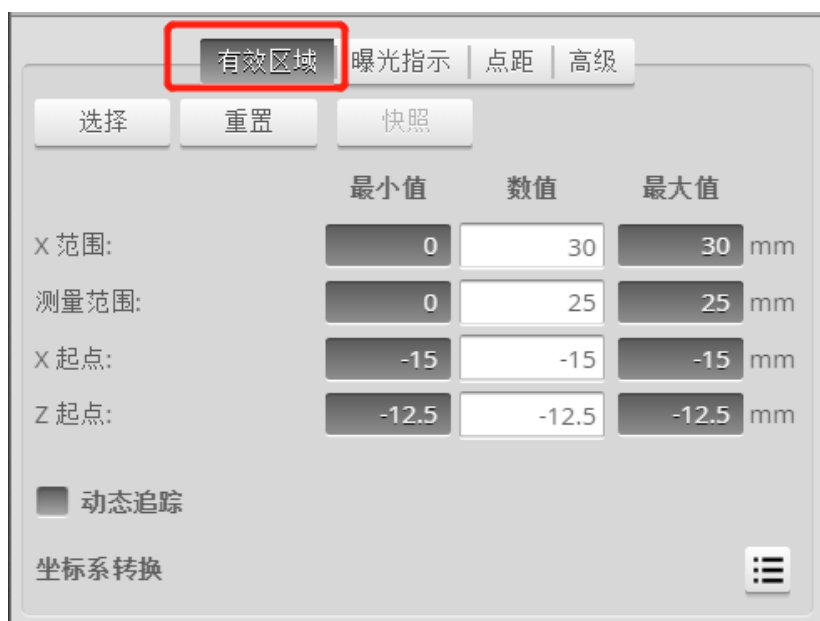 有效区域 曝光指示 点距 高级
选择 重置 快照
最小值 数值 最大值
X 范围: 0 30 30 mm
测量范围: 0 25 25 mm
X 起点: -15 -15 -15 mm
Z 起点: -12.5 -12.5 -12.5 mm
动态追踪
坐标系转换